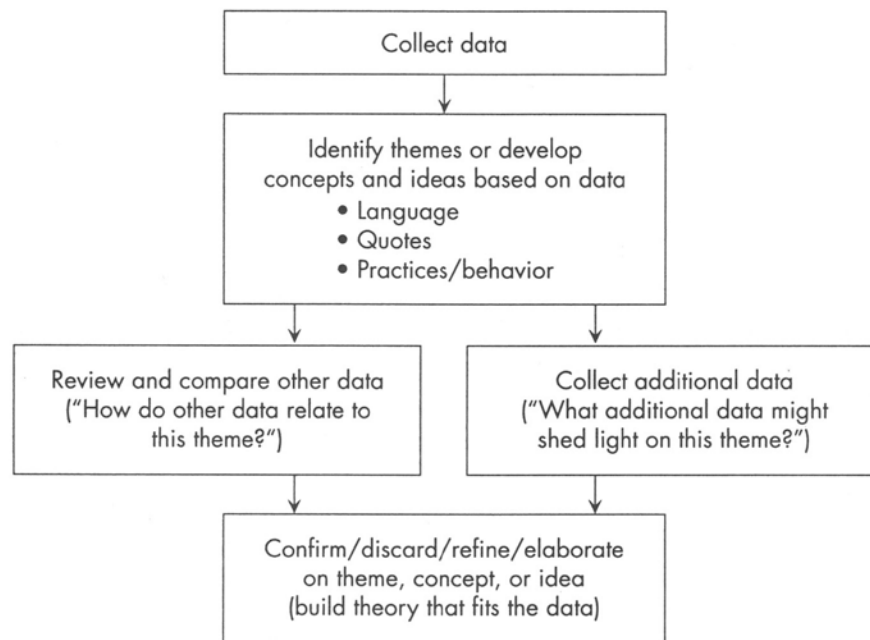 Collect data
Identify themes or develop
concepts and ideas based on data
• Language
• Quotes
• Practices/behavior
Review and compare other data
("How do other data relate to
this theme?")
Collect additional data
("What additional data might
shed light on this theme?")
Confirm/discard/refine/elaborate
on theme, concept, or idea
(build theory that fits the data)